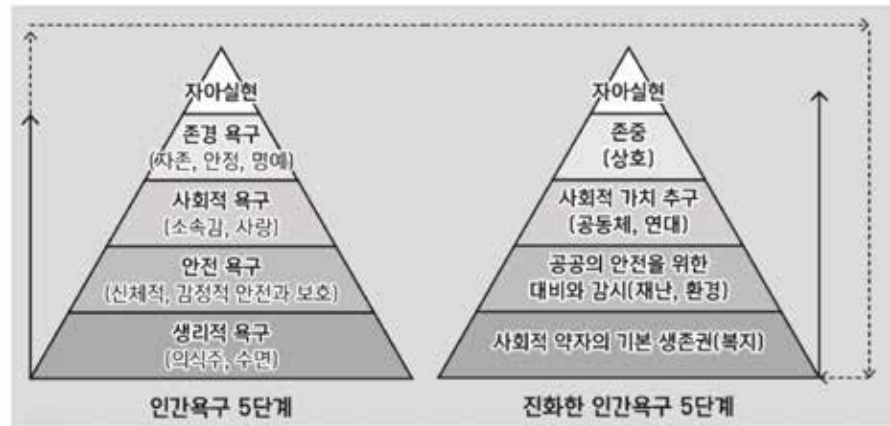 자아실현
존경 욕구
(자존, 안정, 명예)
사회적 욕구
(소속감, 사랑)
안전 욕구
(신체적, 감정적 안전과 보호)
생리적 욕구
(의식주, 수면)
인간욕구 5단계
자아실현
존중
(상호)
사회적 가치 추구
(공동체, 연대)
공공의 안전을 위한
대비와 감시(재난, 환경)
사회적 약자의 기본 생존권(복지)
진화한 인간욕구 5단계